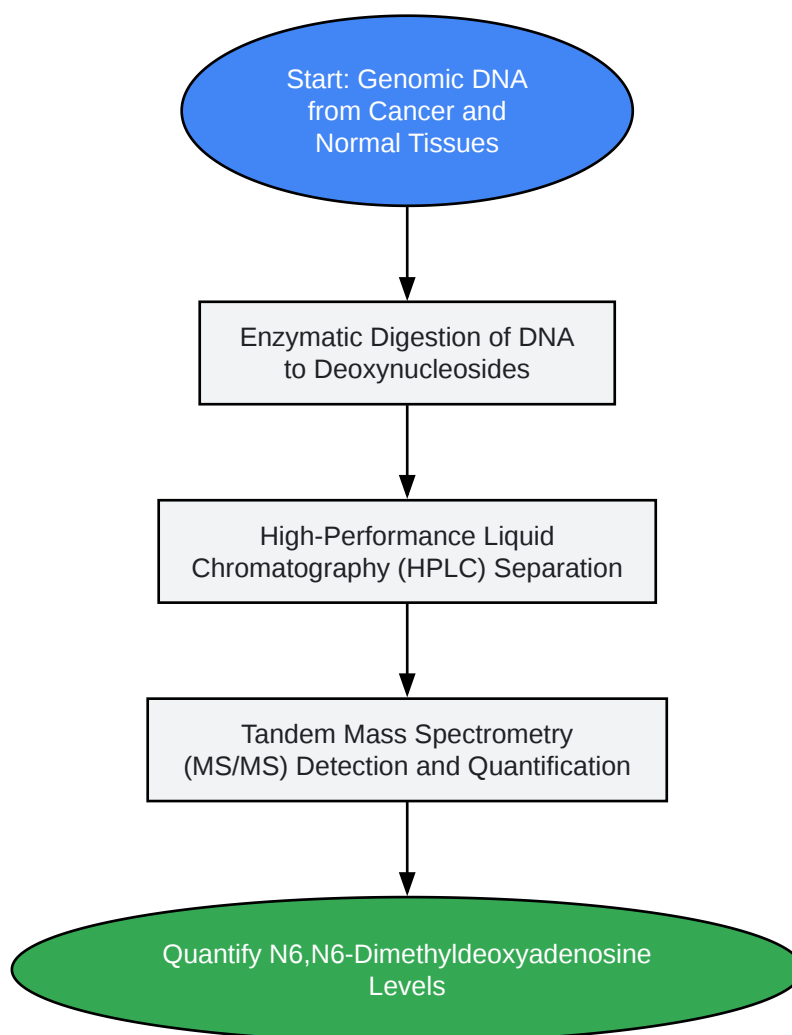 Start: Genomic DNA
from Cancer and
Normal Tissues
Enzymatic Digestion of DNA
to Deoxynucleosides
High-Performance Liquid
Chromatography (HPLC) Separation
Tandem Mass Spectrometry
(MS/MS) Detection and Quantification
Quantify N6,N6-Dimethyldeoxyadenosine
Levels